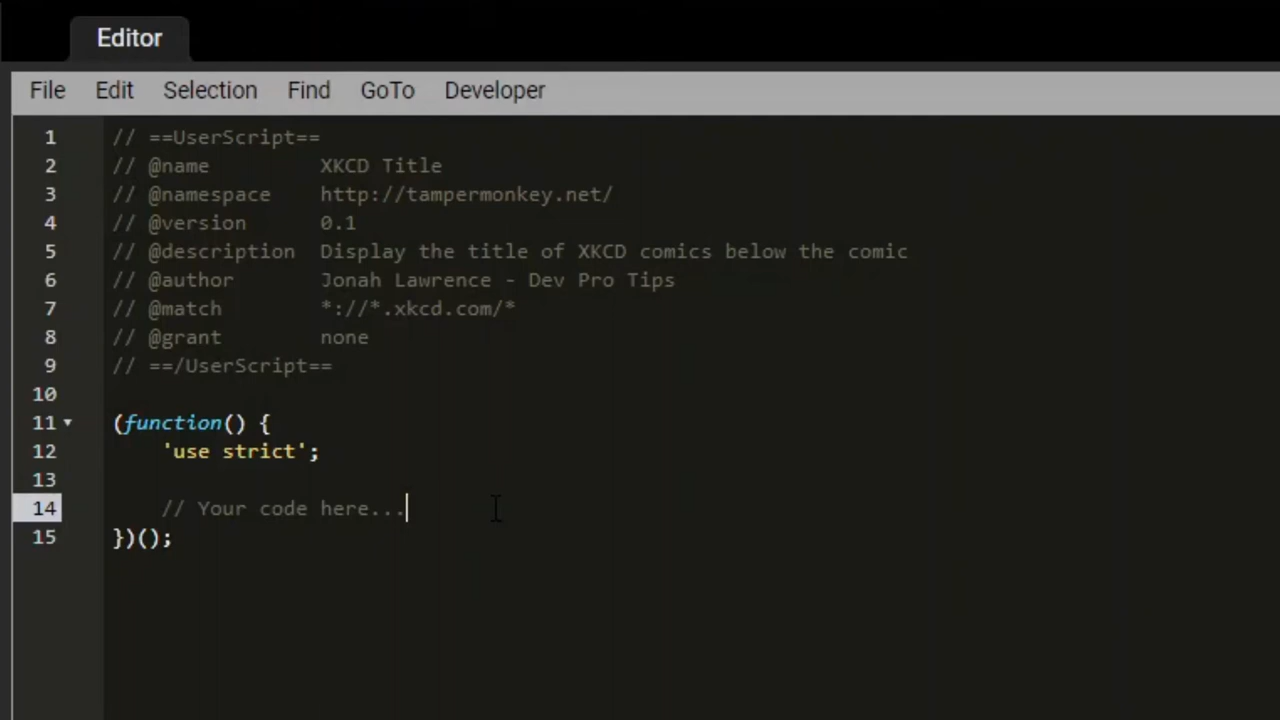 Editor
File Edit Selection Find GoTo Developer
1 // ==UserScript==
2 // @name         XKCD Title
3 // @namespace    http://tampermonkey.net/
4 // @version      0.1
5 // @description  Display the title of XKCD comics below the comic
6 // @author       Jonah Lawrence - Dev Pro Tips
7 // @match        *://*.xkcd.com/*
8 // @grant        none
9 // ==/UserScript==
10
11 (function() {
12     'use strict';
13
14     // Your code here...
15 })();